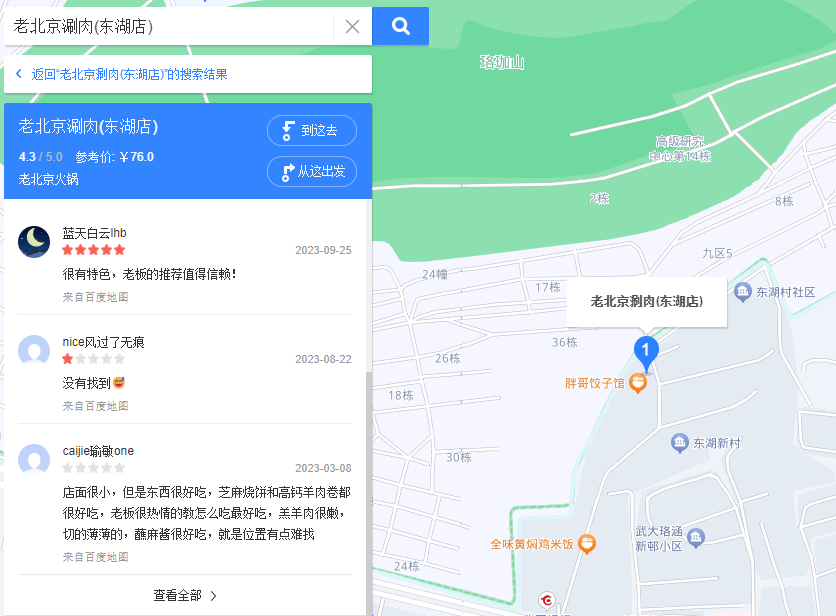 老北京涮肉(东湖店)
返回“老北京涮肉(东湖店)”的搜索结果
老北京涮肉(东湖店)
到这去
4.3 / 5.0 参考价: ￥76.0
从这出发
老北京火锅
蓝天白云lhb
2023-09-25
很有特色，老板的推荐值得信赖！
来自百度地图
nice风过了无痕
2023-08-22
没有找到😅
来自百度地图
caijie瑜敏one
2023-03-08
店面很小，但是东西很好吃，芝麻烧饼和高钙羊肉卷都
很好吃，老板很热情的教怎么吃最好吃，羔羊肉很嫩，
切的薄薄的，蘸麻酱很好吃，就是位置有点难找
来自百度地图
查看全部
珞珈山
高级研究
中心第14栋
2栋
8栋
九区5
24幢
17栋
东湖村社区
老北京涮肉(东湖店)
36栋
1
26栋
胖哥饺子馆
18栋
东湖新村
30栋
武大珞涵
新邨小区
全味黄焖鸡米饭
24栋